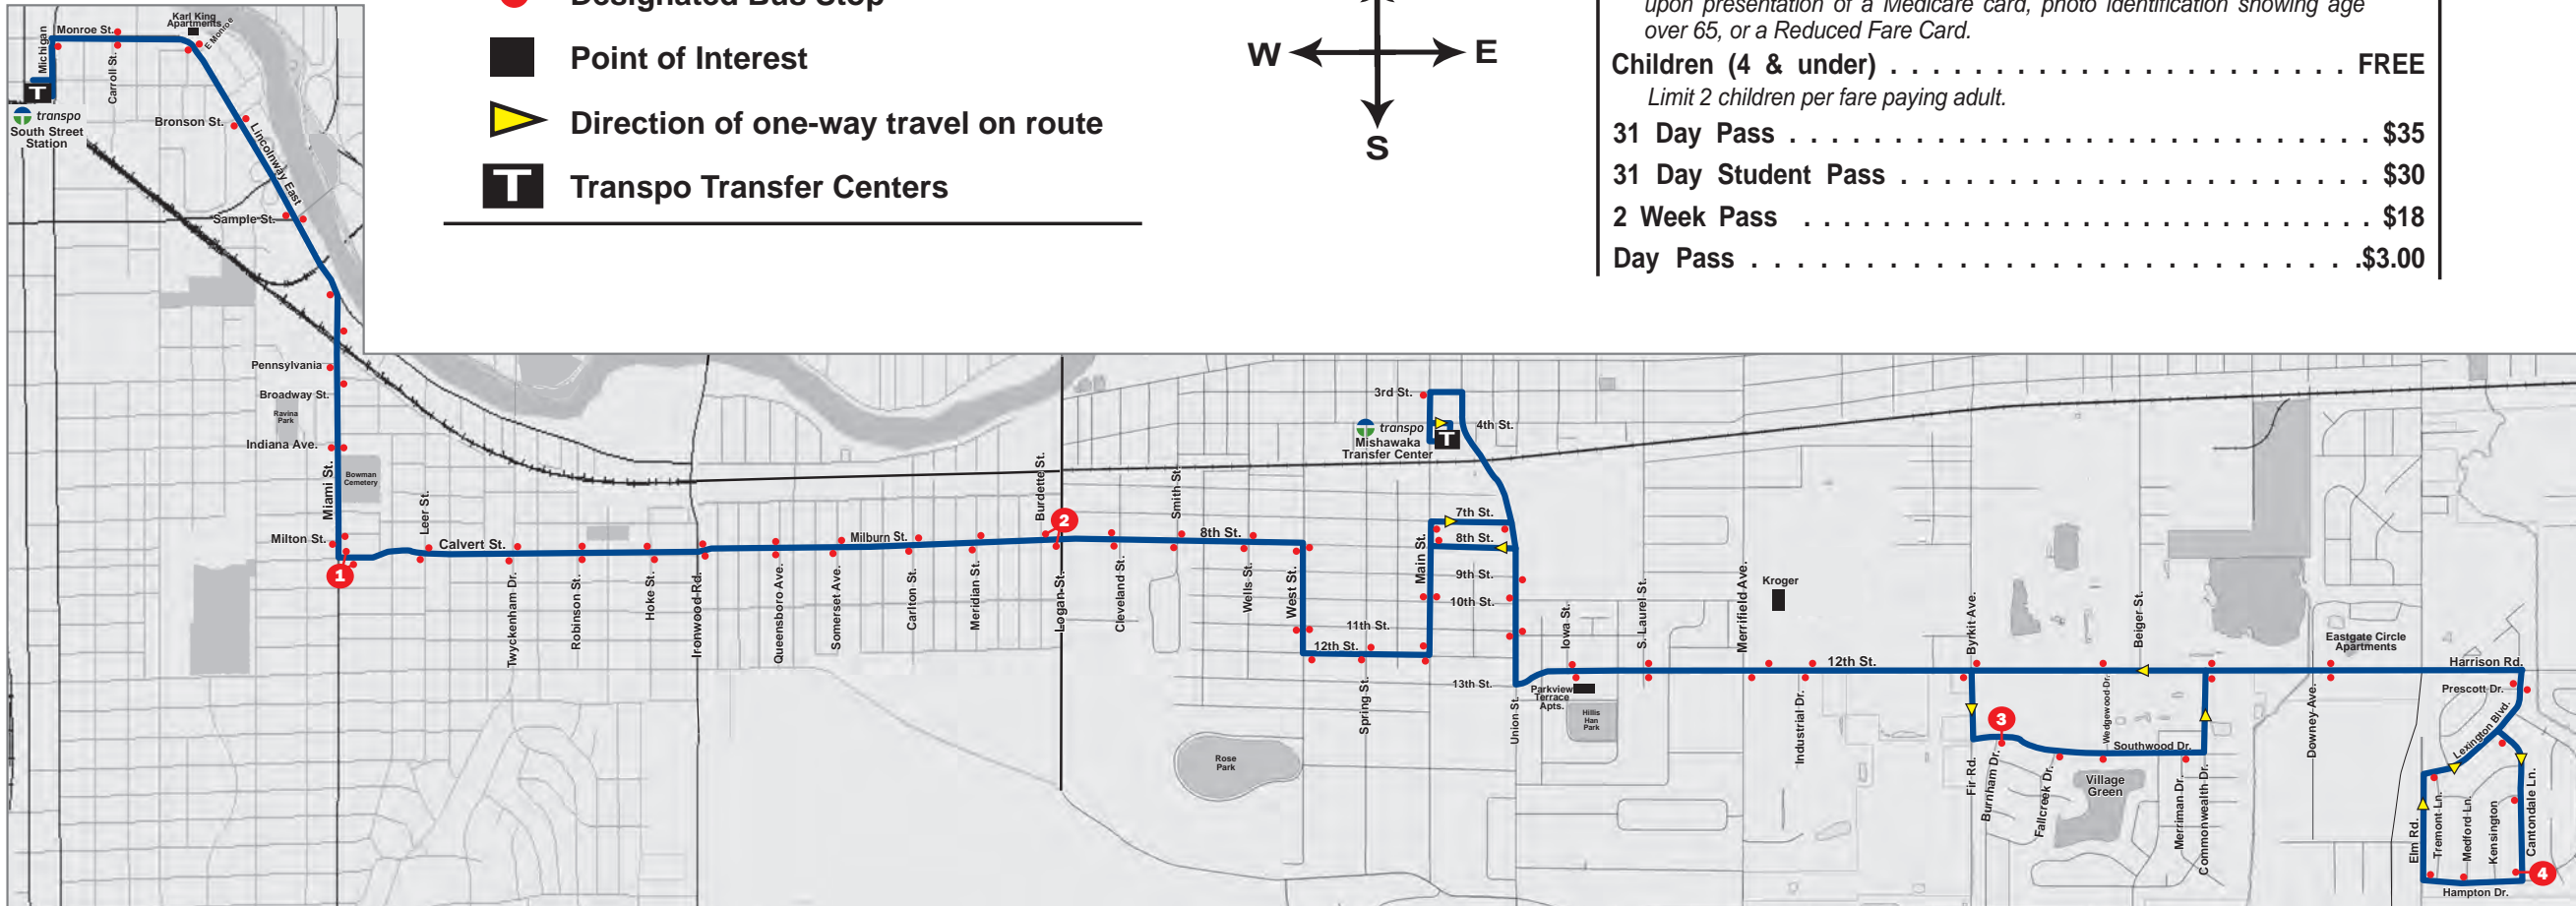 Designated Bus Stop
Point of Interest
Direction of one-way travel on route
T Transpo Transfer Centers
W E
S
upon presentation of a Medicare card, photo identification showing age
over 65, or a Reduced Fare Card.
Children (4 & under) . . . . . . . . . . . . . . . . . . . . . . FREE
Limit 2 children per fare paying adult.
31 Day Pass . . . . . . . . . . . . . . . . . . . . . . . . . . . $35
31 Day Student Pass . . . . . . . . . . . . . . . . . . . . . . $30
2 Week Pass . . . . . . . . . . . . . . . . . . . . . . . . . . . $18
Day Pass . . . . . . . . . . . . . . . . . . . . . . . . . . . .$3.00
Karl King
Apartments
E Monroe
Monroe St.
Michigan
Carroll St.
T
transpo
South Street
Station
Bronson St.
Lincolnway East
Sample St.
Pennsylvania
Broadway St.
Ravina
Park
Indiana Ave.
Bowman
Cemetery
Miami St.
Milton St.
1
Leer St.
Calvert St.
Twyckenham Dr.
Robinson St.
Hoke St.
Ironwood Rd.
Queensboro Ave.
Somerset Ave.
Milburn St.
Carlton St.
Meridian St.
Burdette St.
2
Logan St.
Cleveland St.
Smith St.
8th St.
Wells St.
West St.
Rose
Park
3rd St.
4th St.
transpo
Mishawaka
Transfer Center
T
7th St.
8th St.
Main St.
9th St.
10th St.
11th St.
12th St.
13th St.
Spring St.
Union St.
Iowa St.
Parkview
Terrace
Apts.
Hillis
Han
Park
S. Laurel St.
Merrifield Ave.
Kroger
Industrial Dr.
12th St.
Byrkit Ave.
Fir Rd.
3
Burnham Dr.
Fallcreek Dr.
Wedgewood Dr.
Beiger St.
Southwood Dr.
Village
Green
Merriman Dr.
Commonwealth Dr.
Downey Ave.
Eastgate Circle
Apartments
Harrison Rd.
Prescott Dr.
Lexington Blvd.
Elm Rd.
Tremont Ln.
Medford Ln.
Kensington
Cantondale Ln.
4
Hampton Dr.